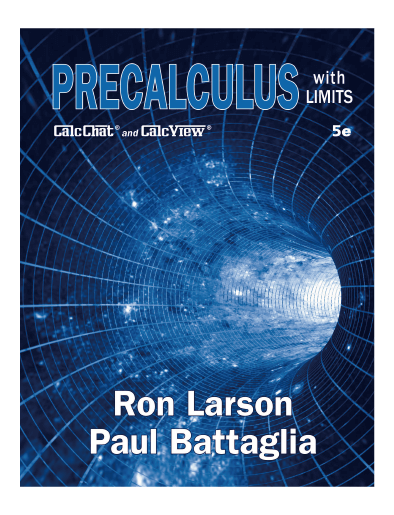 PRECALCULUS with
LIMITS
CalcChat® and CalcView®
5e
Ron Larson
Paul Battaglia